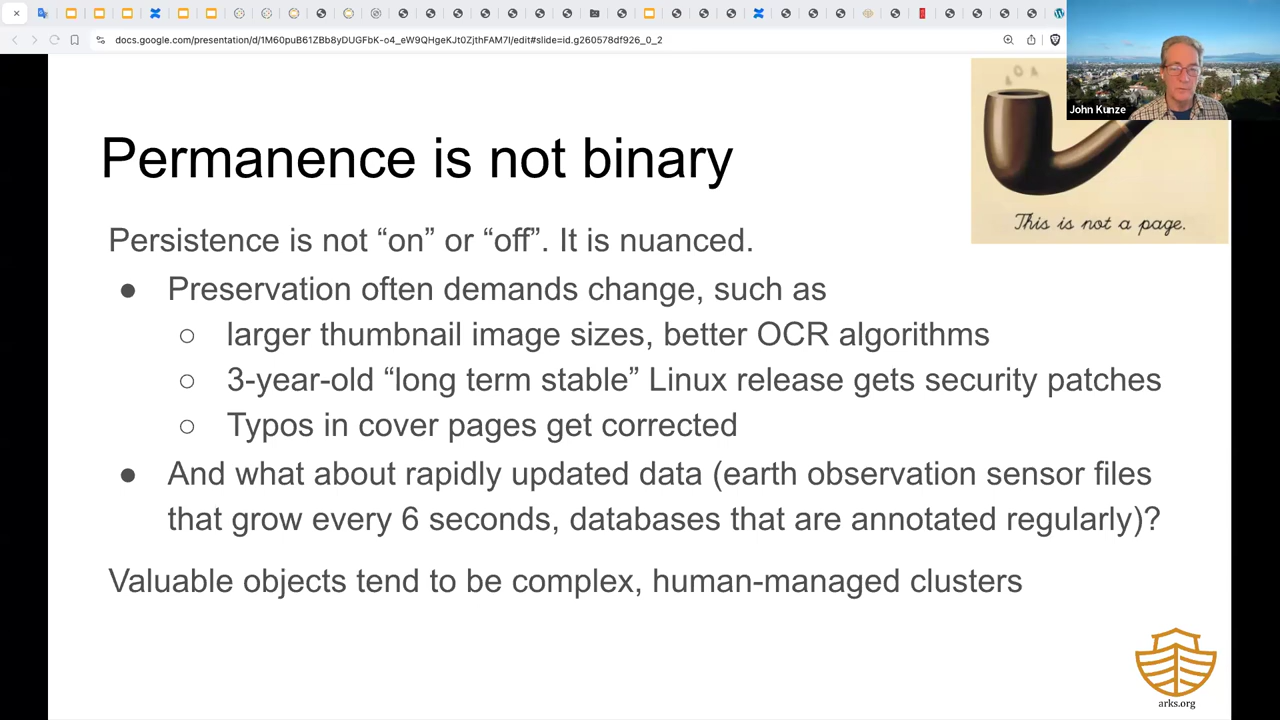 docs.google.com/presentation/d/1M60puB61ZBb8yDUGFbK-o4_eW9QHgeKJt0ZjthFAM7I/edit#slide=id.g260578df926_0_2
John Kunze
This is not a page.
Permanence is not binary
Persistence is not “on” or “off”. It is nuanced.
● Preservation often demands change, such as
○ larger thumbnail image sizes, better OCR algorithms
○ 3-year-old “long term stable” Linux release gets security patches
○ Typos in cover pages get corrected
● And what about rapidly updated data (earth observation sensor files
that grow every 6 seconds, databases that are annotated regularly)?
Valuable objects tend to be complex, human-managed clusters
arks.org